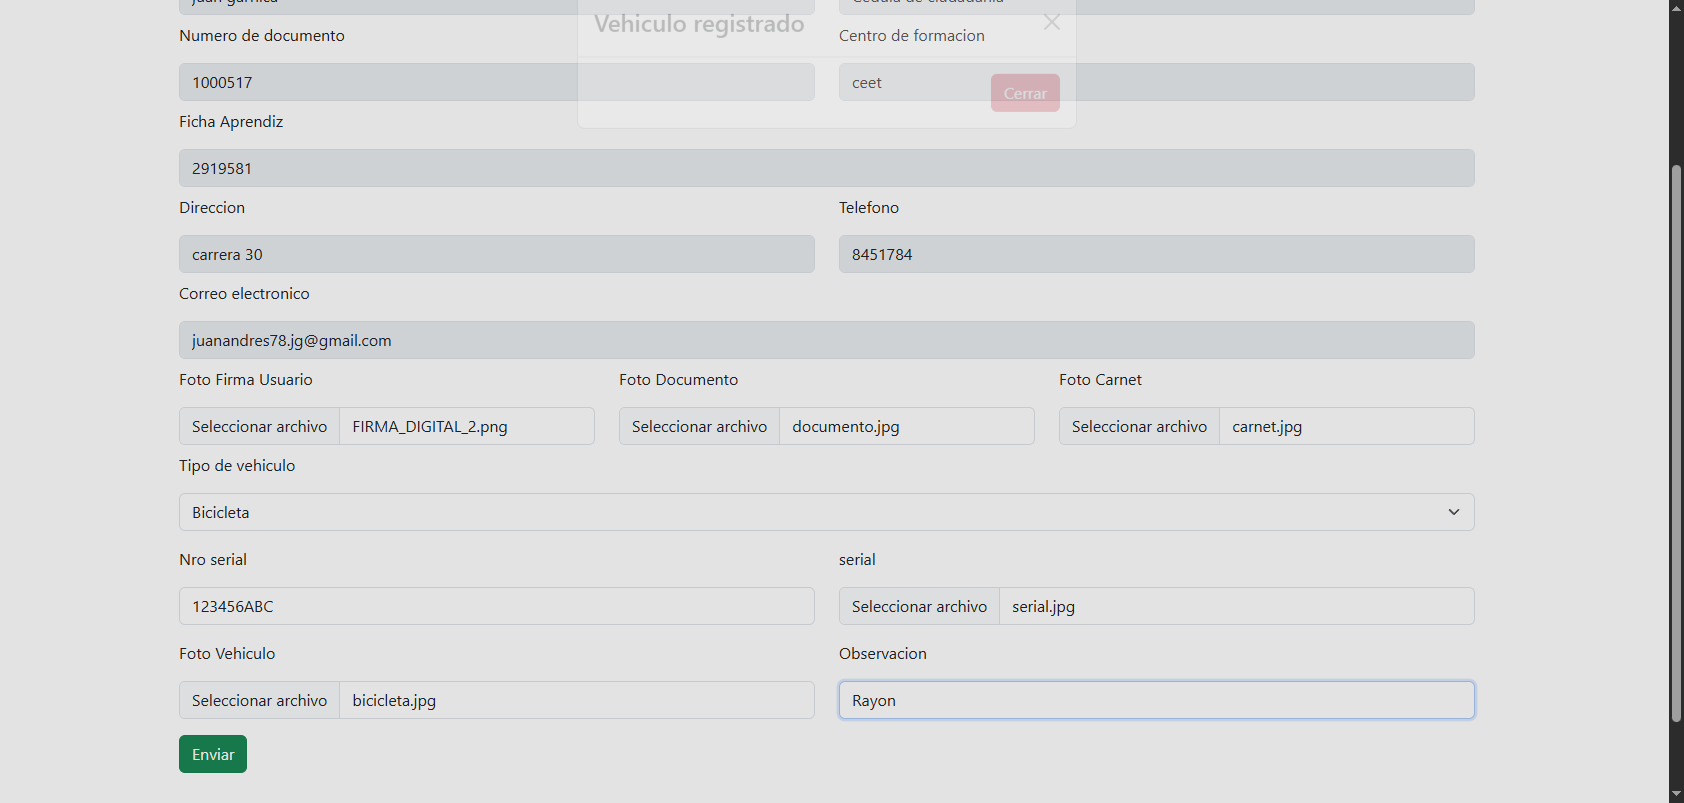 juan garnica
Cedula de ciudadania
Vehiculo registrado
Numero de documento
Centro de formacion
1000517
ceet
Cerrar
Ficha Aprendiz
2919581
Direccion
Telefono
carrera 30
8451784
Correo electronico
juanandres78.jg@gmail.com
Foto Firma Usuario
Foto Documento
Foto Carnet
Seleccionar archivo FIRMA_DIGITAL_2.png
Seleccionar archivo documento.jpg
Seleccionar archivo carnet.jpg
Tipo de vehiculo
Bicicleta
Nro serial
serial
123456ABC
Seleccionar archivo serial.jpg
Foto Vehiculo
Observacion
Seleccionar archivo bicicleta.jpg
Rayon
Enviar